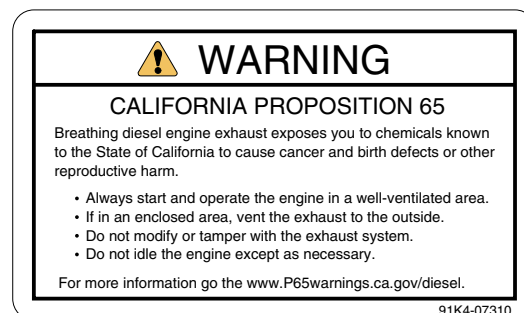 WARNING
CALIFORNIA PROPOSITION 65
Breathing diesel engine exhaust exposes you to chemicals known
to the State of California to cause cancer and birth defects or other
reproductive harm.
• Always start and operate the engine in a well-ventilated area.
• If in an enclosed area, vent the exhaust to the outside.
• Do not modify or tamper with the exhaust system.
• Do not idle the engine except as necessary.
For more information go the www.P65warnings.ca.gov/diesel.
91K4-07310